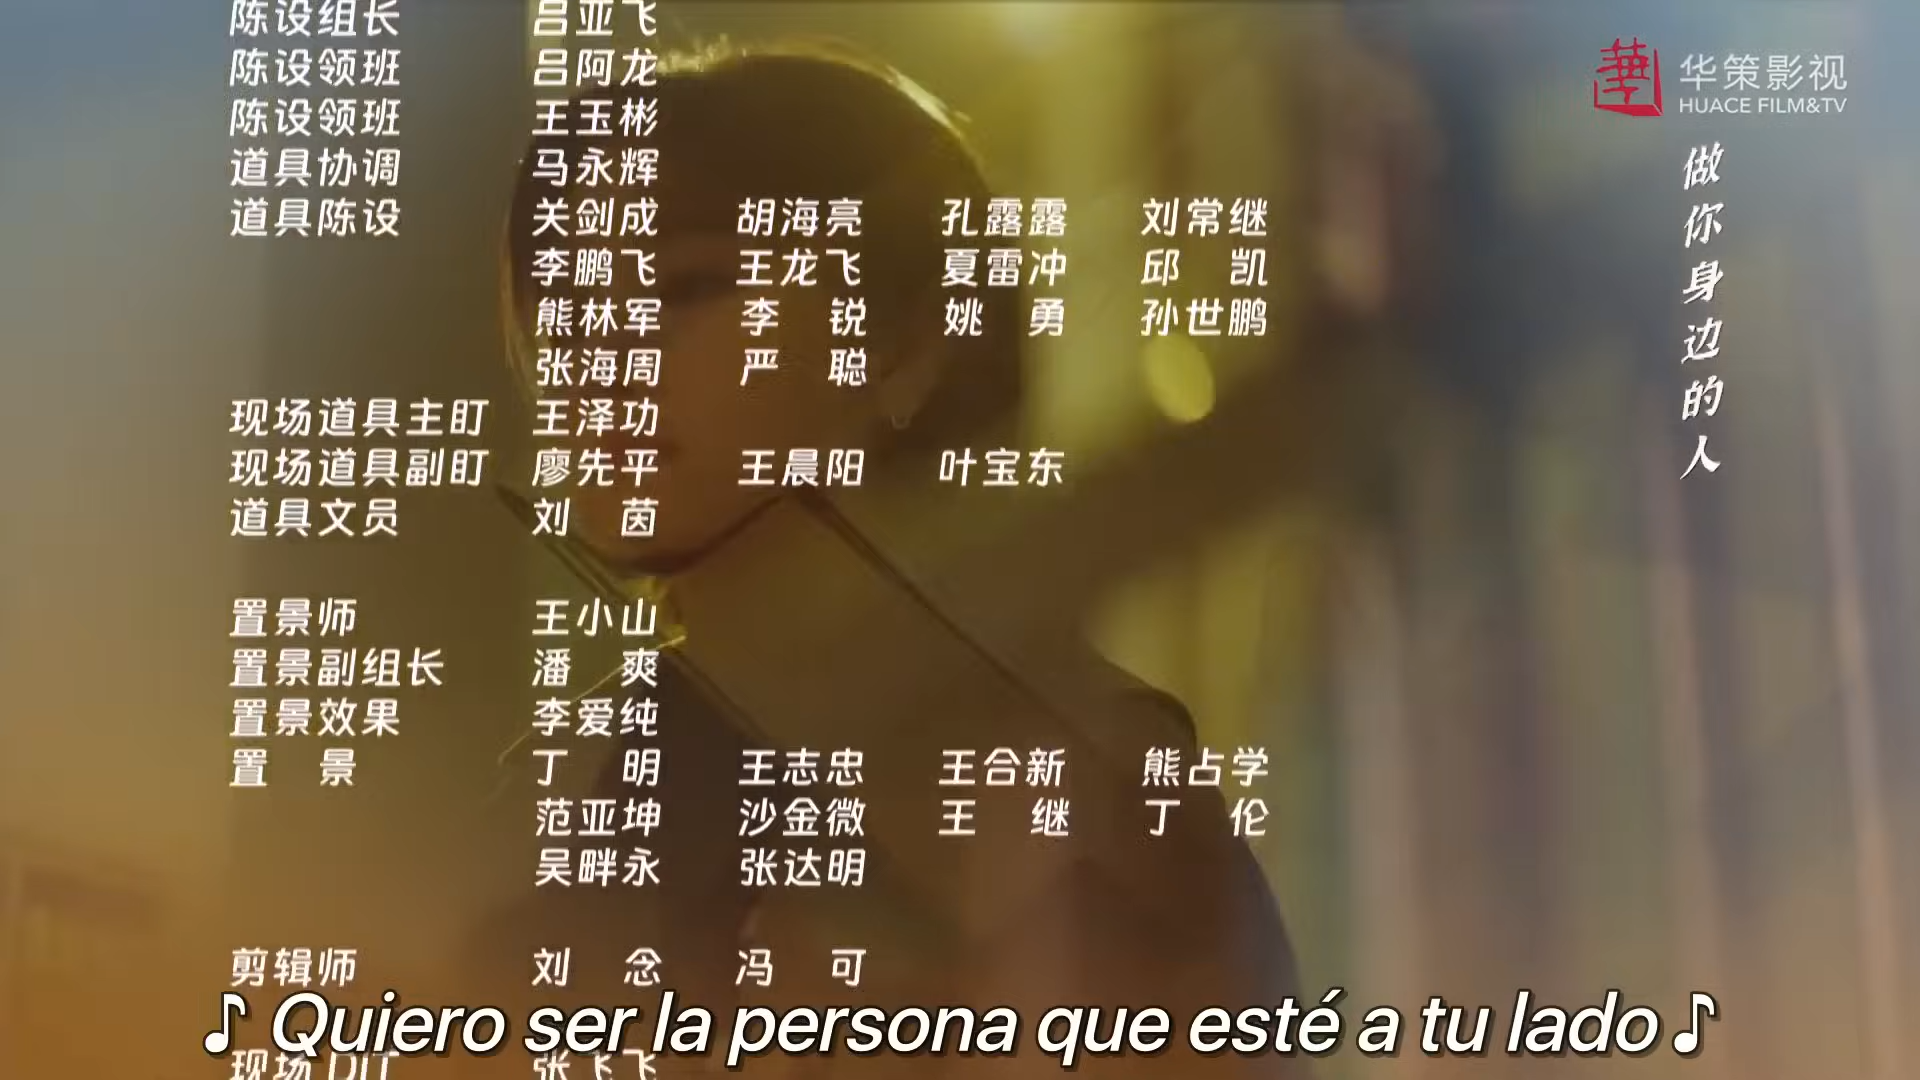 陈设组长 吕亚飞
陈设领班 吕阿龙
陈设领班 王玉彬
道具协调 马永辉
道具陈设 关剑成 胡海亮 孔露露 刘常继
李鹏飞 王龙飞 夏雷冲 邱 凯
熊林军 李 锐 姚 勇 孙世鹏
张海周 严 聪
现场道具主盯 王泽功
现场道具副盯 廖先平 王晨阳 叶宝东
道具文员 刘 茵
置景师 王小山
置景副组长 潘 爽
置景效果 李爱纯
置 景 丁 明 王志忠 王合新 熊占学
范亚坤 沙金微 王 继 丁 伦
吴畔永 张达明
剪辑师 刘 念 冯 可
现场DIT 张飞飞
华策影视
HUACE FILM&TV
做你身边的人
♪ Quiero ser la persona que esté a tu lado ♪